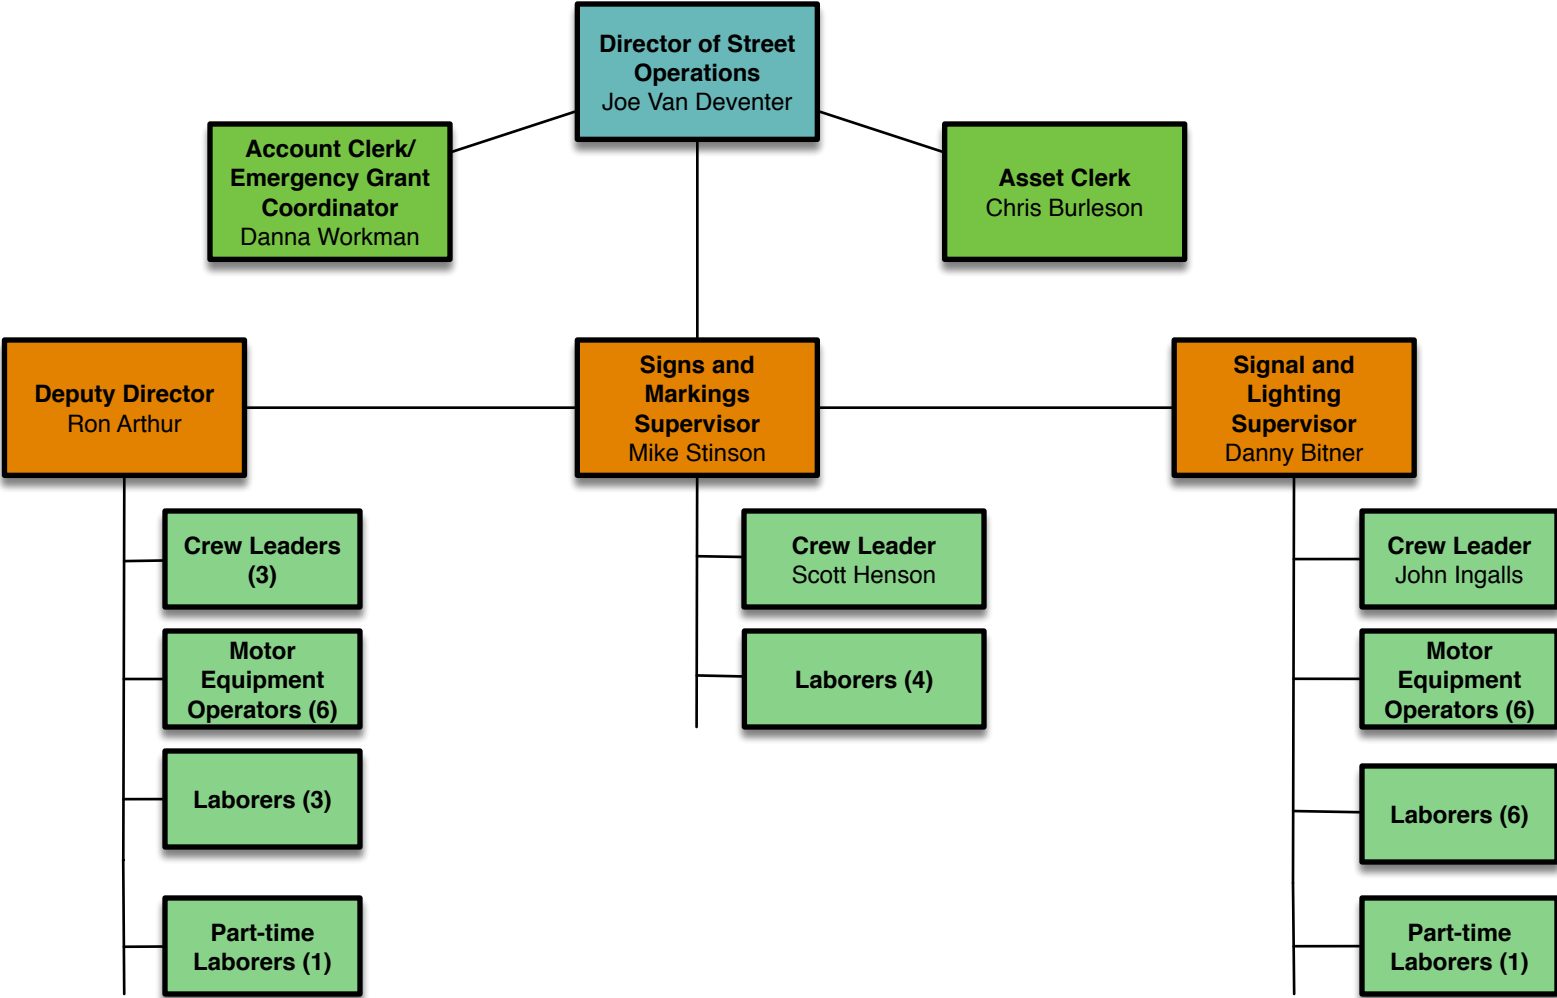 Director of Street
Operations
Joe Van Deventer
Account Clerk/
Emergency Grant
Coordinator
Danna Workman
Asset Clerk
Chris Burleson
Deputy Director
Ron Arthur
Signs and
Markings
Supervisor
Mike Stinson
Signal and
Lighting
Supervisor
Danny Bitner
Crew Leaders
(3)
Motor
Equipment
Operators (6)
Laborers (3)
Part-time
Laborers (1)
Crew Leader
Scott Henson
Laborers (4)
Crew Leader
John Ingalls
Motor
Equipment
Operators (6)
Laborers (6)
Part-time
Laborers (1)